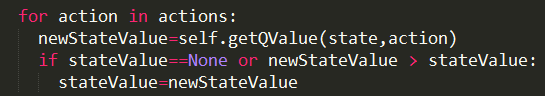 for action in actions:
  newStateValue=self.getQValue(state,action)
  if stateValue==None or newStateValue > stateValue:
    stateValue=newStateValue